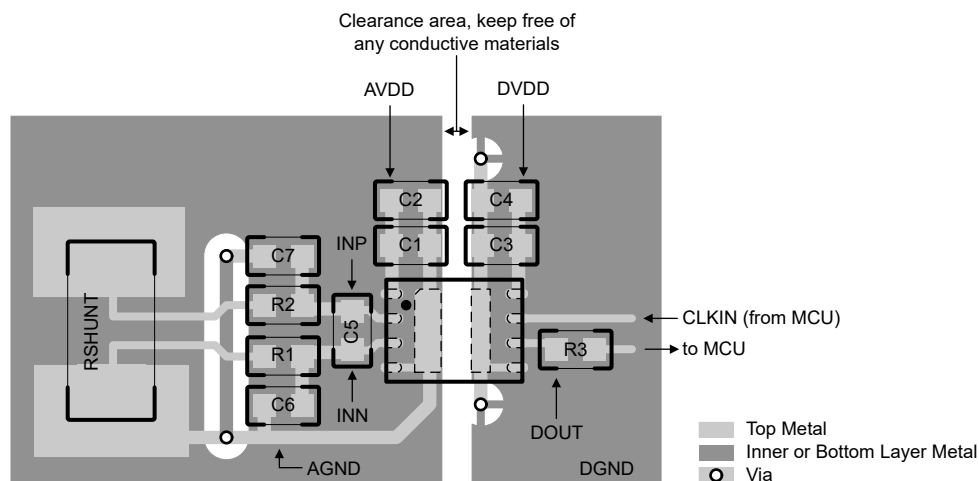 Clearance area, keep free of
any conductive materials
AVDD
DVDD
C2
C4
C1
C3
C7
INP
R2
C5
RSHUNT
R1
C6
INN
AGND
CLKIN (from MCU)
R3
to MCU
DOUT
DGND
Top Metal
Inner or Bottom Layer Metal
Via